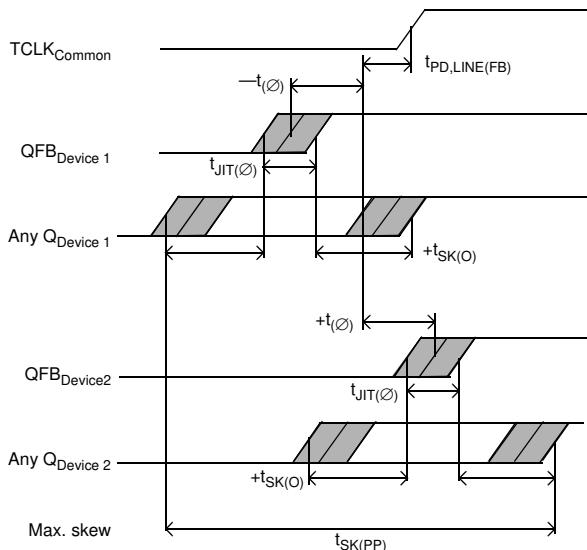 TCLKCommon
tPD,LINE(FB)
—t(∅)
QFBDevice 1
tJIT(∅)
Any QDevice 1
+tSK(O)
+t(∅)
QFBDevice2
tJIT(∅)
Any QDevice 2
+tSK(O)
Max. skew
tSK(PP)